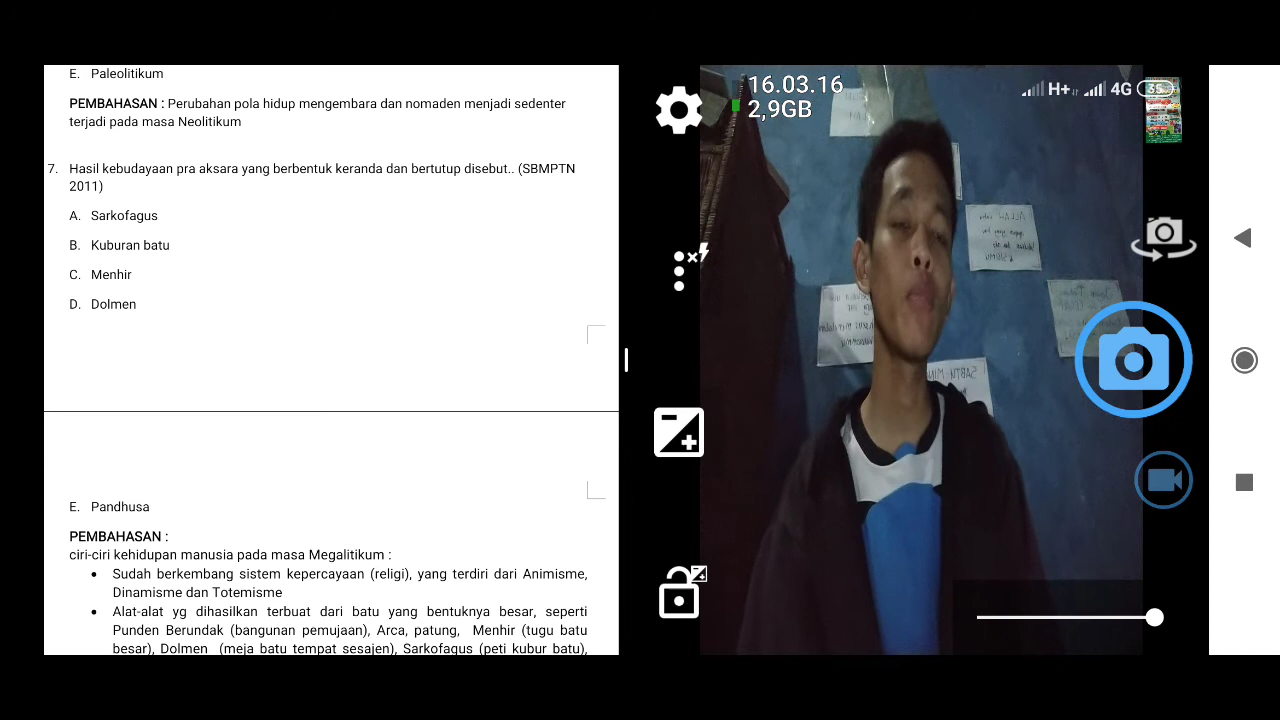 E. Paleolitikum
PEMBAHASAN : Perubahan pola hidup mengembara dan nomaden menjadi sedenter
terjadi pada masa Neolitikum
7. Hasil kebudayaan pra aksara yang berbentuk keranda dan bertutup disebut.. (SBMPTN
2011)
A. Sarkofagus
B. Kuburan batu
C. Menhir
D. Dolmen
E. Pandhusa
PEMBAHASAN :
ciri-ciri kehidupan manusia pada masa Megalitikum :
• Sudah berkembang sistem kepercayaan (religi), yang terdiri dari Animisme,
Dinamisme dan Totemisme
• Alat-alat yg dihasilkan terbuat dari batu yang bentuknya besar, seperti
Punden Berundak (bangunan pemujaan), Arca, patung, Menhir (tugu batu
besar), Dolmen (meja batu tempat sesajen), Sarkofagus (peti kubur batu),
16.03.16
2,9GB
H+
4G
35
ALLAH